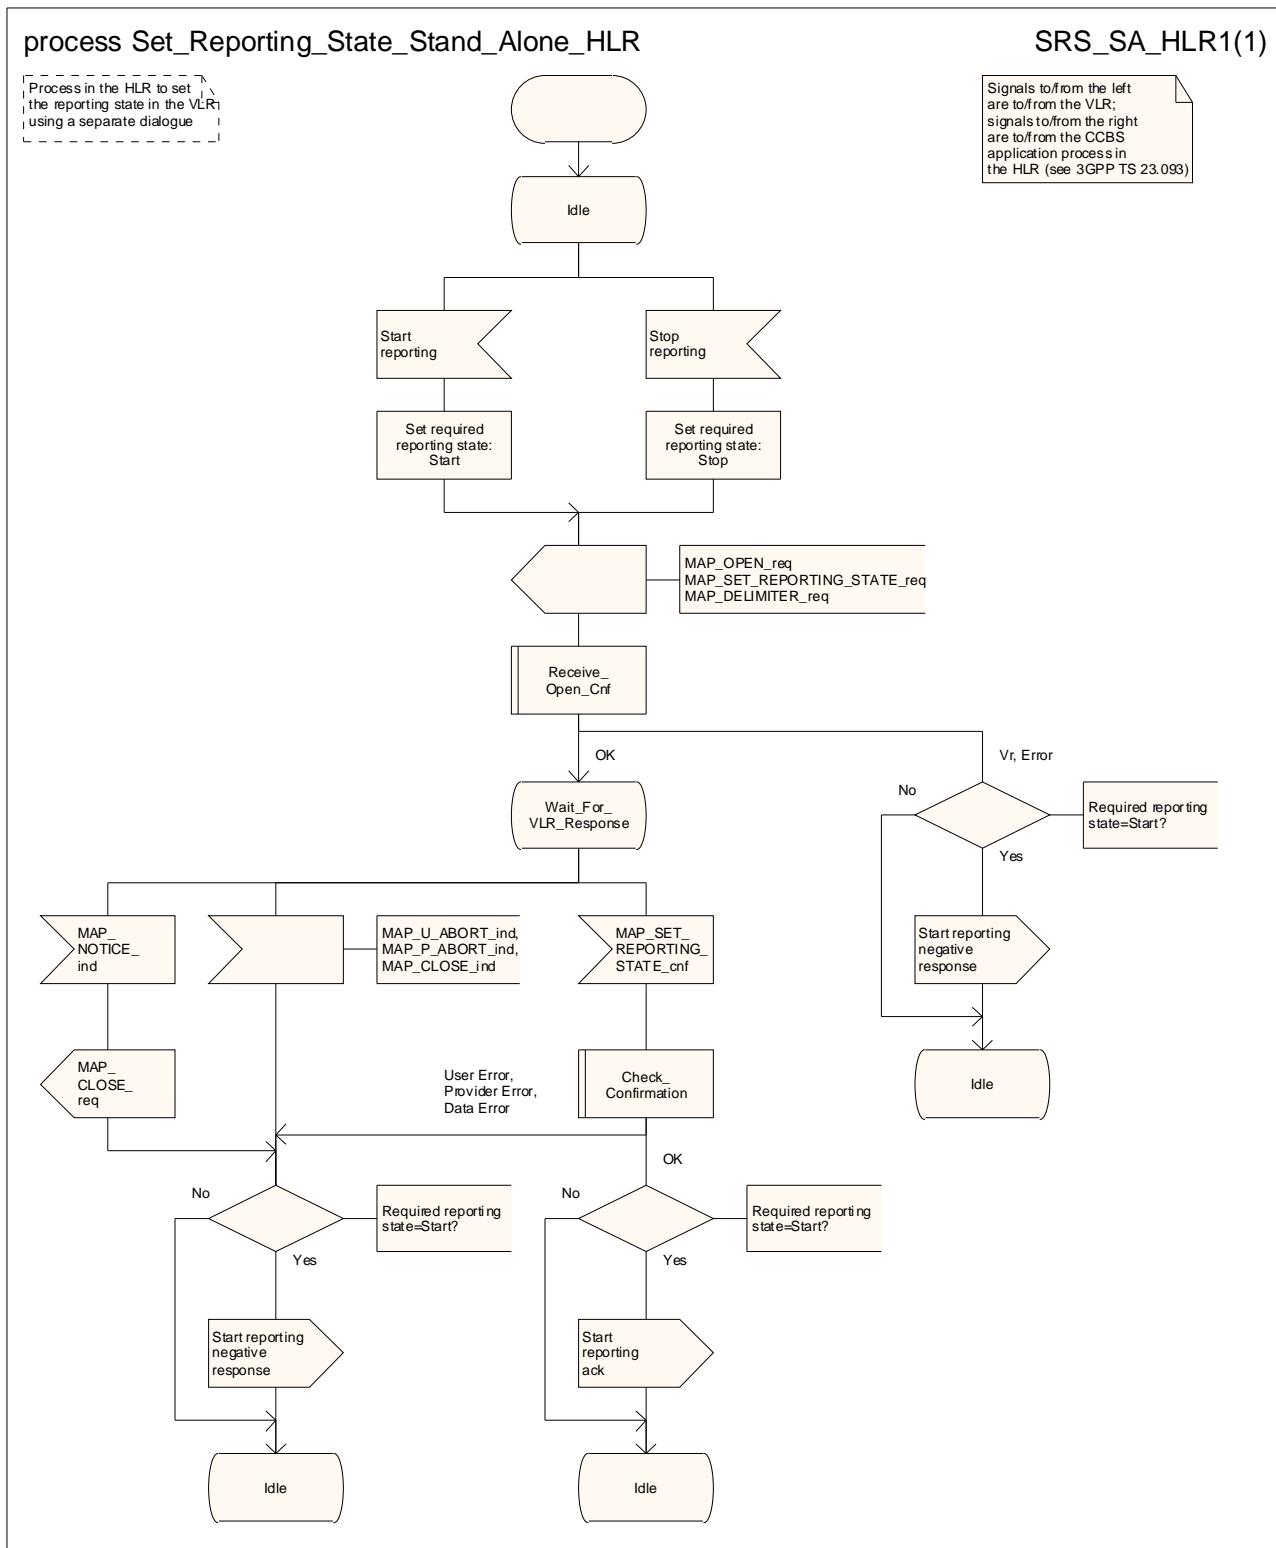 process Set_Reporting_State_Stand_Alone_HLR
SRS_SA_HLR1(1)
Process in the HLR to set
the reporting state in the VLR
using a separate dialogue
Signals to/from the left
are to/from the VLR;
signals to/from the right
are to/from the CCBS
application process in
the HLR (see 3GPP TS 23.093)
Idle
Start
reporting
Stop
reporting
Set required
reporting state:
Start
Set required
reporting state:
Stop
MAP_OPEN_req
MAP_SET_REPORTING_STATE_req
MAP_DELIMITER_req
Receive_
Open_Cnf
OK
Vr, Error
Wait_For_
VLR_Response
No
Required reporting
state=Start?
Yes
MAP_
NOTICE_
ind
MAP_U_ABORT_ind,
MAP_P_ABORT_ind,
MAP_CLOSE_ind
MAP_SET_
REPORTING_
STATE_cnf
Start reporting
negative
response
MAP_
CLOSE_
req
User Error,
Provider Error,
Data Error
Check_
Confirmation
Idle
OK
No
Required reporting
state=Start?
Yes
No
Required reporting
state=Start?
Yes
Start reporting
negative
response
Start
reporting
ack
Idle
Idle